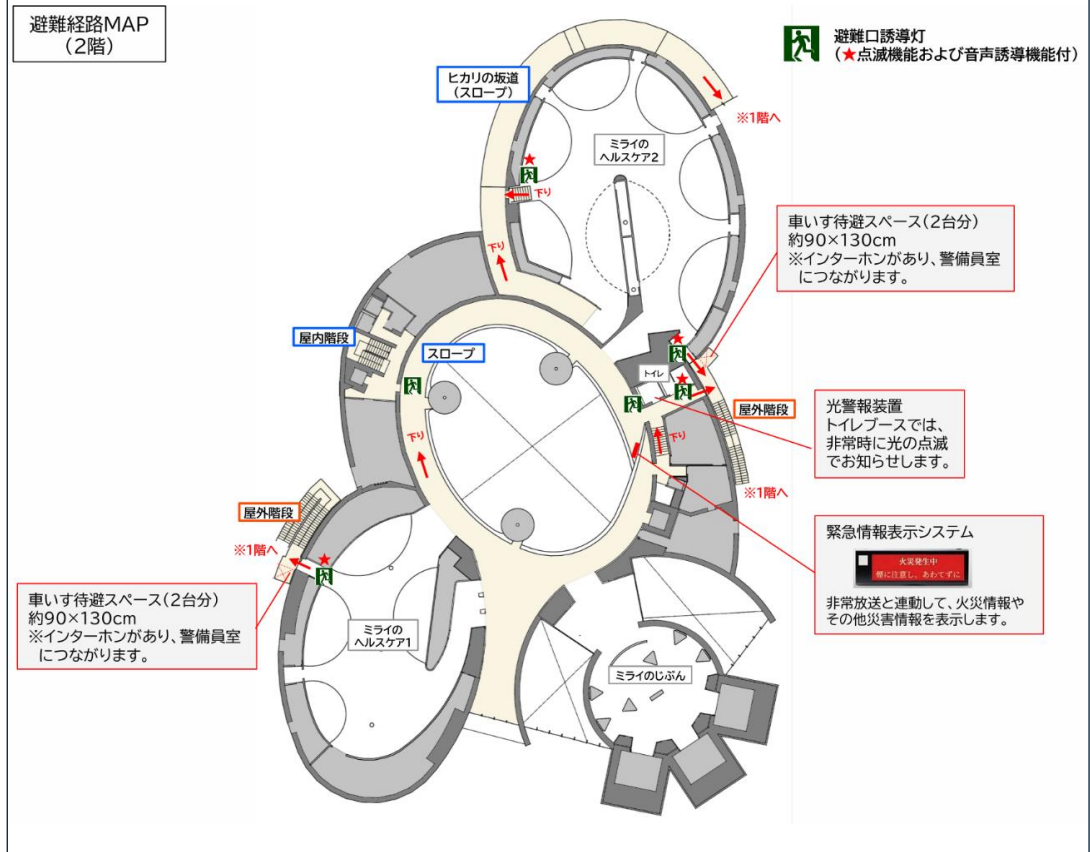 避難経路MAP
(2階)
避難口誘導灯
(★点滅機能および音声誘導機能付)
ヒカリの坂道
(スロープ)
※1階へ
ミライの
ヘルスケア2
下り
車いす待避スペース(2台分)
約90×130cm
※インターホンがあり、警備員室
につながります。
下り
屋内階段
スロープ
トイレ
屋外階段
光警報装置
トイレブースでは、
非常時に光の点滅
でお知らせします。
下り
下り
※1階へ
屋外階段
※1階へ
緊急情報表示システム
火災発生中
煙に注意し、あわてずに
非常放送と連動して、火災情報や
その他災害情報を表示します。
車いす待避スペース(2台分)
約90×130cm
※インターホンがあり、警備員室
につながります。
ミライの
ヘルスケア1
ミライのじぶん